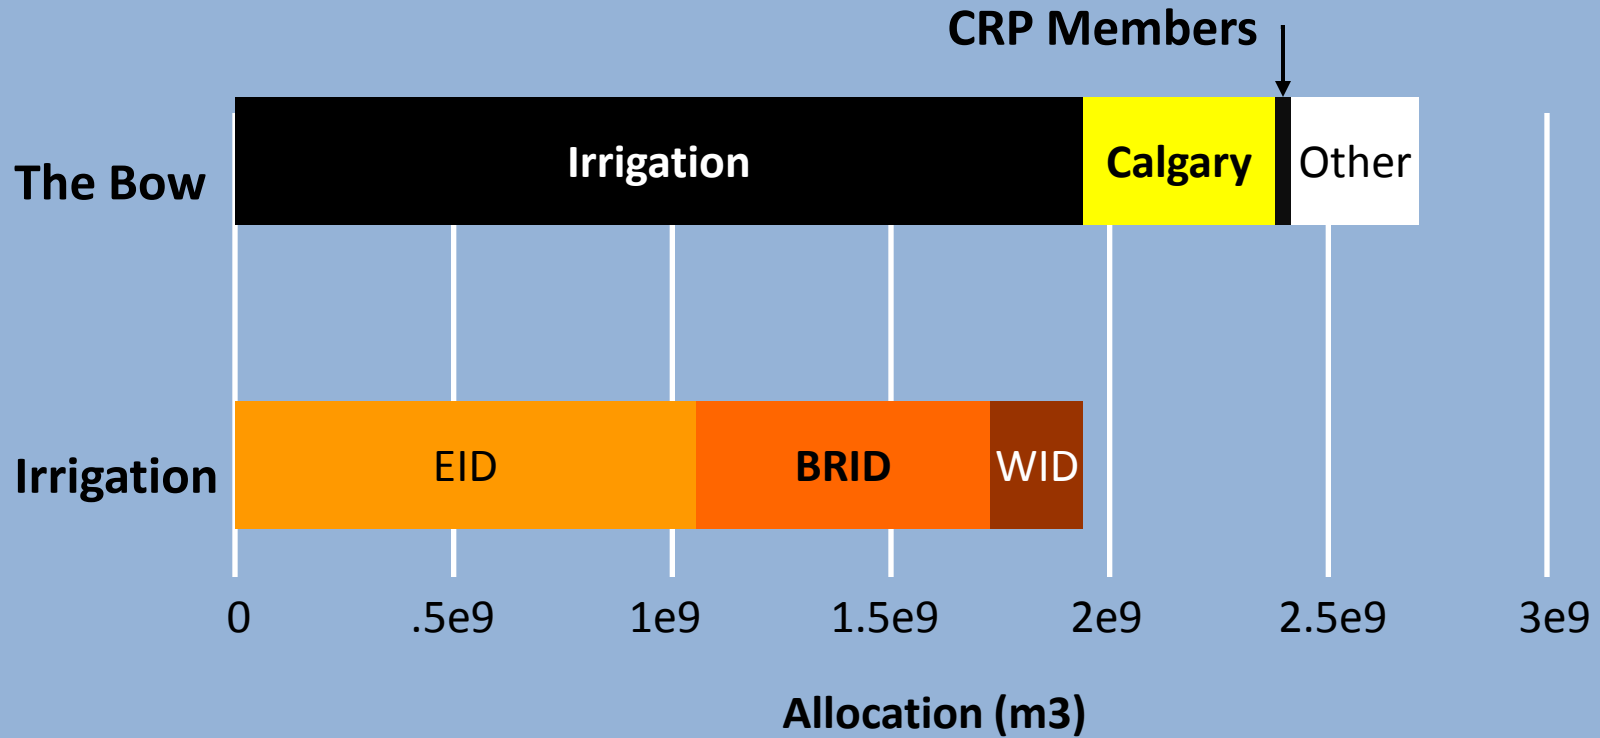 CRP Members
The Bow
Irrigation
Calgary
Other
Irrigation
EID
BRID
WID
0
.5e9
1e9
1.5e9
2e9
2.5e9
3e9
Allocation (m3)